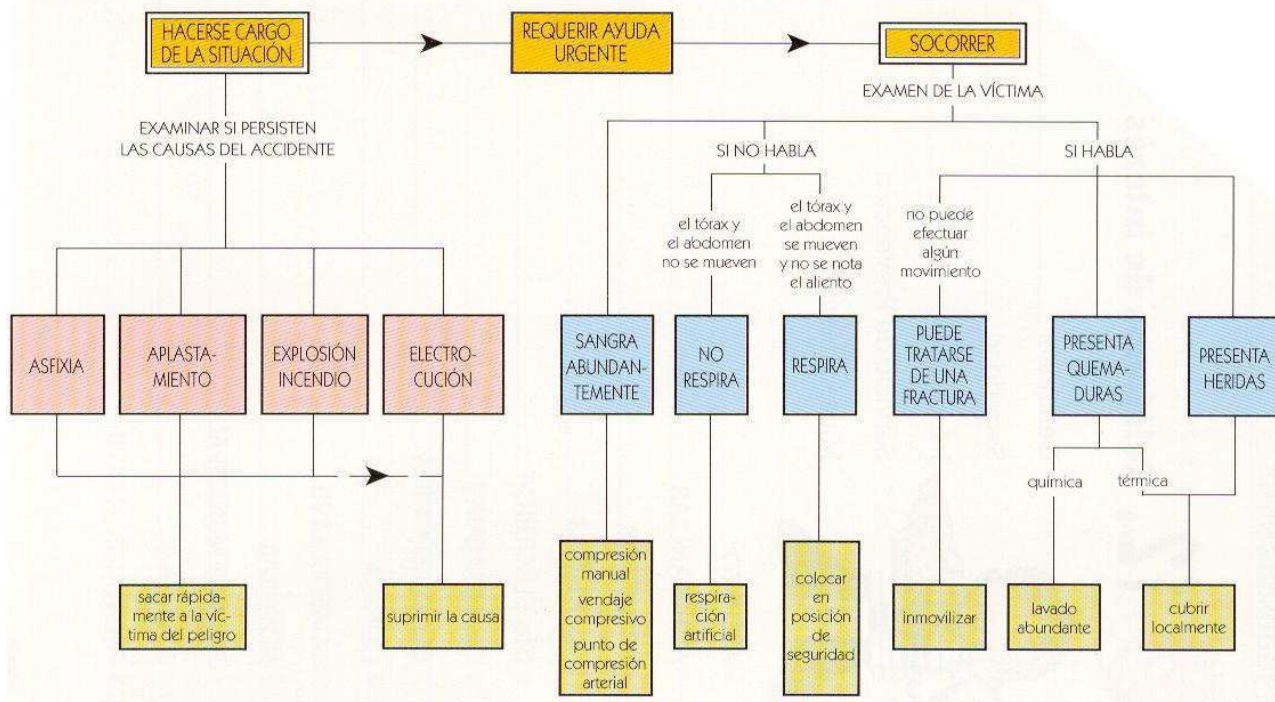 HACERSE CARGO
DE LA SITUACIÓN
REQUERIR AYUDA
URGENTE
SOCORRER
EXAMEN DE LA VÍCTIMA
EXAMINAR SI PERSISTEN
LAS CAUSAS DEL ACCIDENTE
SI NO HABLA
SI HABLA
el tórax y
el abdomen
no se mueven
el tórax y
el abdomen
se mueven
y no se nota
el aliento
no puede
efectuar
algún
movimiento
ASFIXIA
APLASTA-
MIENTO
EXPLOSIÓN
INCENDIO
ELECTRO-
CUCIÓN
SANGRA
ABUNDAN-
TEMENTE
NO
RESPIRA
RESPIRA
PUEDE
TRATARSE
DE UNA
FRACTURA
PRESENTA
QUEMA-
DURAS
PRESENTA
HERIDAS
química
térmica
sacar rápida-
mente a la víc-
tima del peligro
suprimir la causa
compresión
manual
vendaje
compresivo
punto de
compresión
arterial
respira-
ción
artificial
colocar
en
posición
de
seguridad
inmovilizar
lavado
abundante
cubrir
localmente